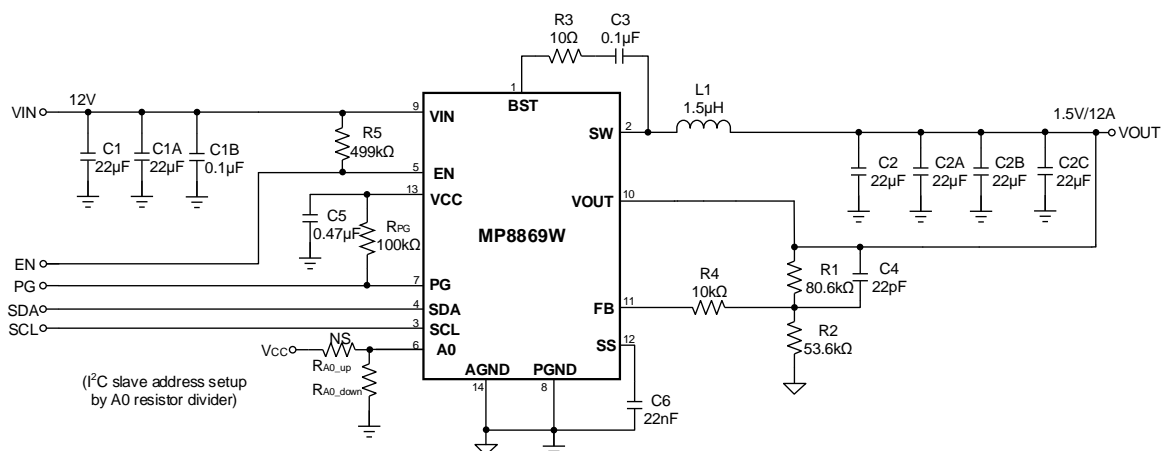 R3
10Ω
C3
0.1µF
1
BST
VIN
12V
9
VIN
L1
1.5µH
1.5V/12A
VOUT
SW
2
C1
22µF
C1A
22µF
C1B
0.1µF
R5
499kΩ
5
EN
13
VCC
C2
22µF
C2A
22µF
C2B
22µF
C2C
22µF
VOUT
10
C5
0.47µF
RPG
100kΩ
MP8869W
EN
PG
7
PG
R4
10kΩ
R1
80.6kΩ
C4
22pF
FB
11
SDA
4
SDA
SCL
3
SCL
R2
53.6kΩ
SS
12
VCC
NS
6
A0
RA0_up
RA0_down
(I²C slave address setup
by A0 resistor divider)
AGND
14
PGND
8
C6
22nF